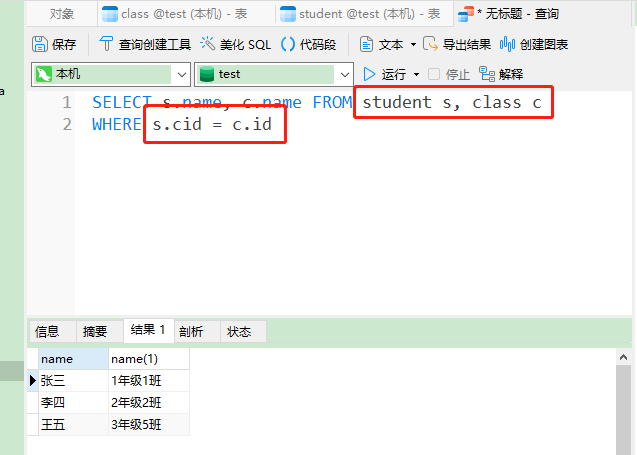 对象 class @test (本机) - 表 student @test (本机) - 表 * 无标题 - 查询
保存 查询创建工具 美化 SQL () 代码段 文本 导出结果 创建图表
本机 test 运行 停止 解释
a
1 SELECT s.name, c.name FROM student s, class c
2 WHERE s.cid = c.id
信息 摘要 结果 1 剖析 状态
name name(1)
张三 1年级1班
李四 2年级2班
王五 3年级5班